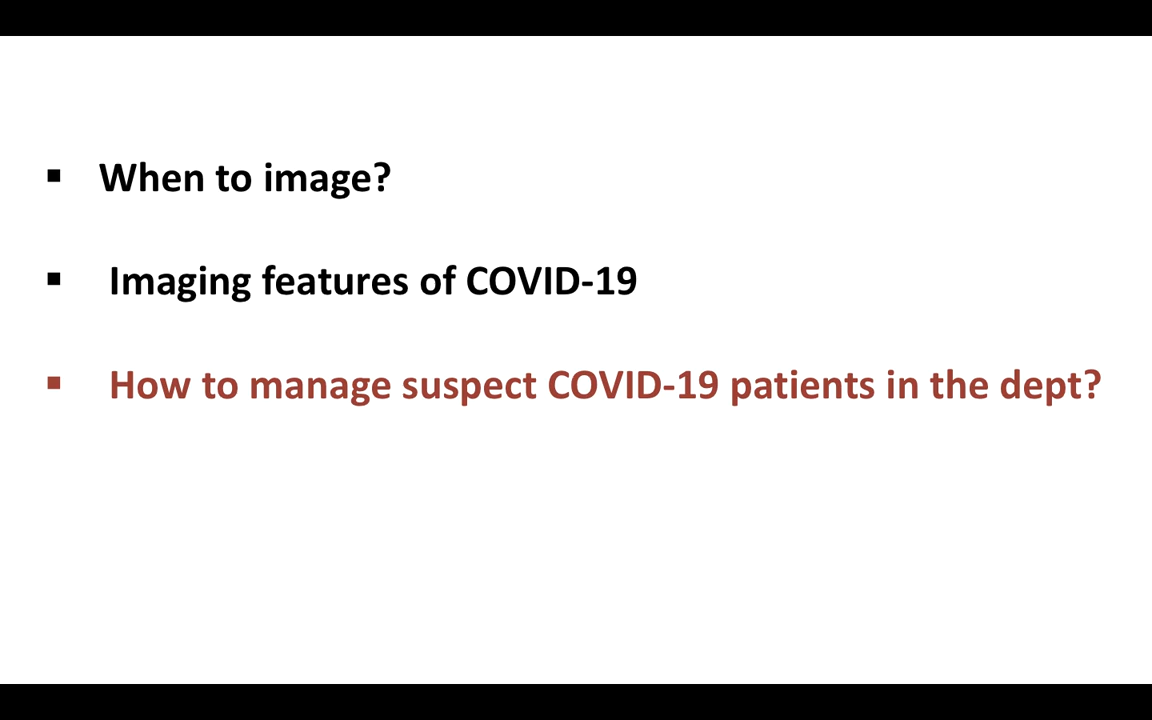 ▪ When to image?
▪ Imaging features of COVID-19
▪ How to manage suspect COVID-19 patients in the dept?